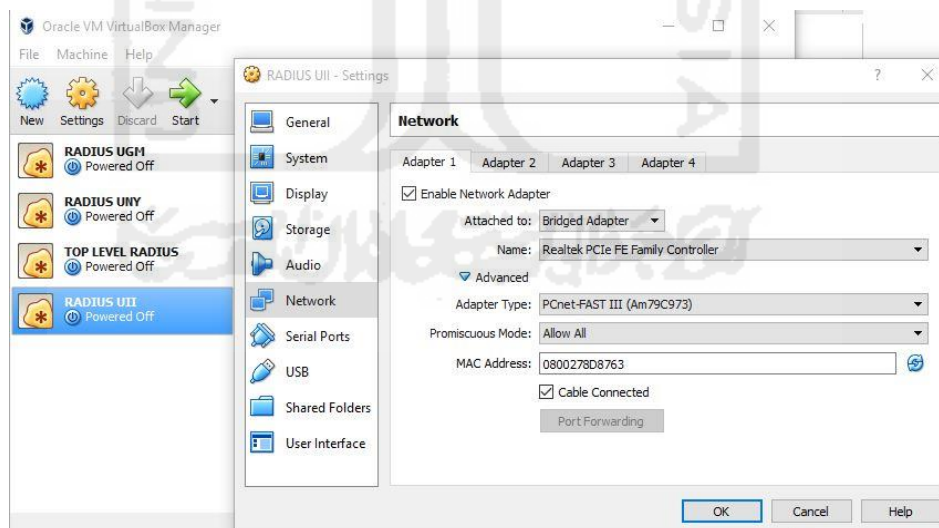 Oracle VM VirtualBox Manager
File Machine Help
New Settings Discard Start
RADIUS UGM
Powered Off
RADIUS UNY
Powered Off
TOP LEVEL RADIUS
Powered Off
RADIUS UII
Powered Off
RADIUS UII - Settings
General
System
Display
Storage
Audio
Network
Serial Ports
USB
Shared Folders
User Interface
Network
Adapter 1 Adapter 2 Adapter 3 Adapter 4
Enable Network Adapter
Attached to: Bridged Adapter
Name: Realtek PCIe FE Family Controller
Advanced
Adapter Type: PCnet-FAST III (Am79C973)
Promiscuous Mode: Allow All
MAC Address: 0800278D8763
Cable Connected
Port Forwarding
OK Cancel Help